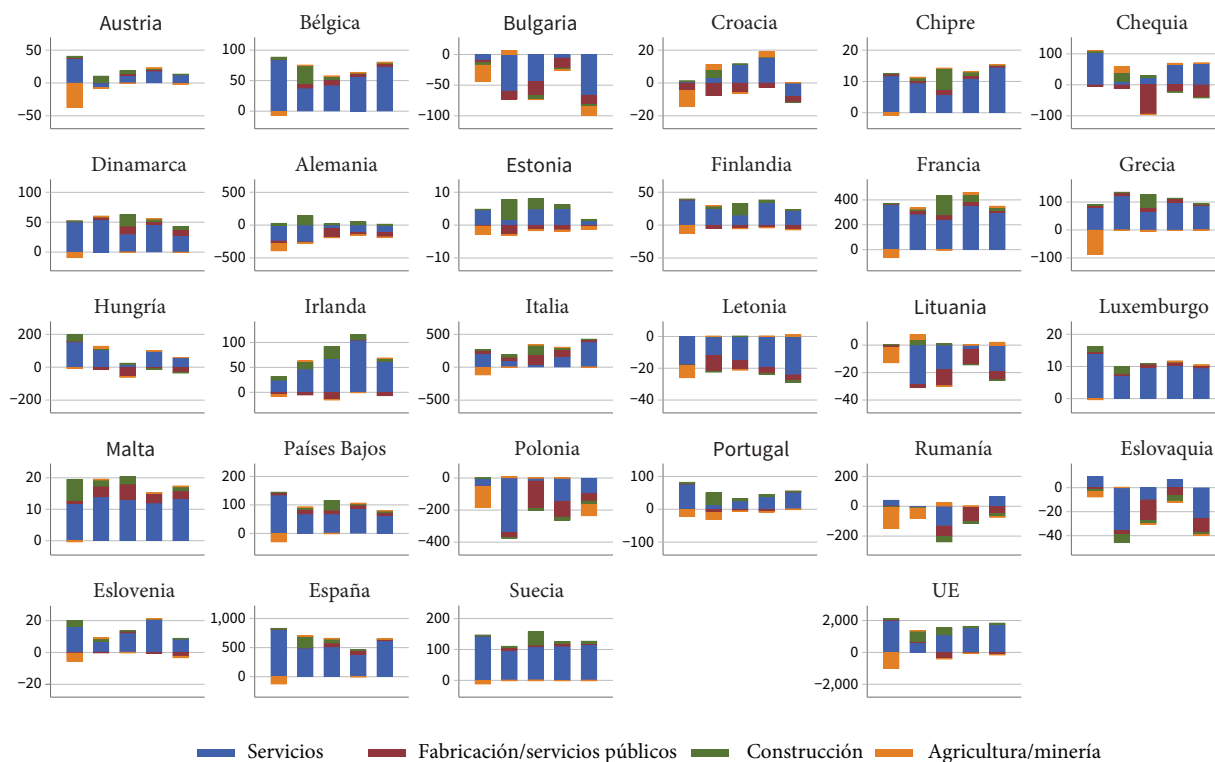 Austria Bélgica Bulgaria Croacia Chipre Chequia
50 0 −50
100 50 0
0 −50 −100
20 0 −20
20 10 0
100 0 −100
Dinamarca Alemania Estonia Finlandia Francia Grecia
100 50 0
500 0 −500
10 0 −10
50 0 −50
400 200 0
100 0 −100
Hungría Irlanda Italia Letonia Lituania Luxemburgo
200 0 −200
100 50 0
500 0 −500
0 −20 −40
0 −20 −40
20 10 0
Malta Países Bajos Polonia Portugal Rumanía Eslovaquia
20 10 0
200 100 0
0 −200 −400
100 0 −100
200 0 −200
0 −40
Eslovenia España Suecia UE
20 0 −20
1,000 500 0
200 100 0
2,000 0 −2,000
Servicios Fabricación/servicios públicos Construcción Agricultura/minería